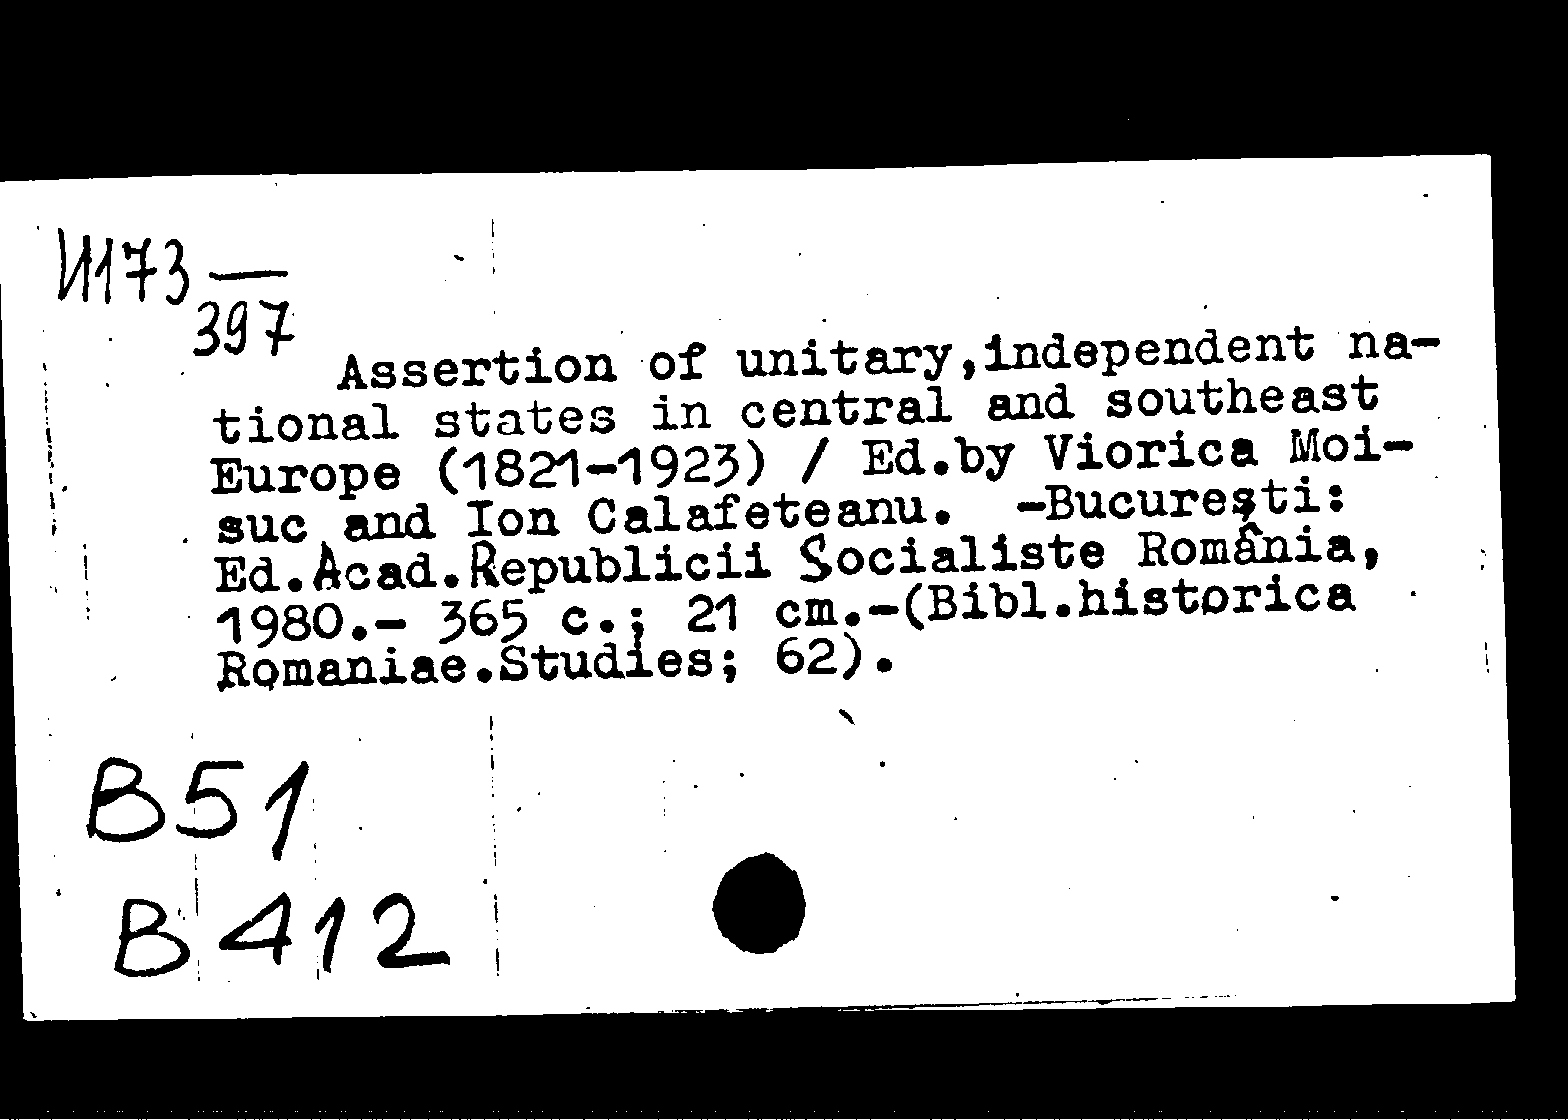 И173 —
397
Assertion of unitary,independent na-
tional states in central and southeast
Europe (1821-1923) / Ed.by Viorica Moi-
suc and Ion Calafeteanu. -Bucureşti:
Ed.Acad.Republicii Socialiste România,
1980.- 365 c.; 21 cm.-(Bibl.historica
Romaniae.Studies; 62).
B51
B412